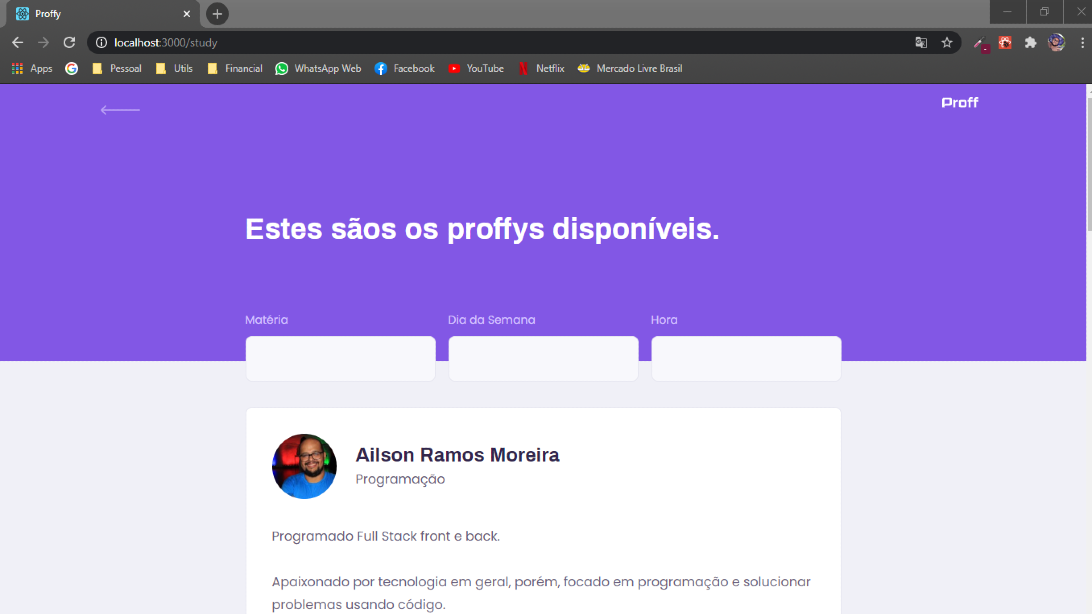 Proffy
localhost:3000/study
Apps Pessoal Utils Financial WhatsApp Web Facebook YouTube Netflix Mercado Livre Brasil
Proff
Estes sãos os proffys disponíveis.
Matéria Dia da Semana Hora
Ailson Ramos Moreira
Programação
Programado Full Stack front e back.
Apaixonado por tecnologia em geral, porém, focado em programação e solucionar
problemas usando código.